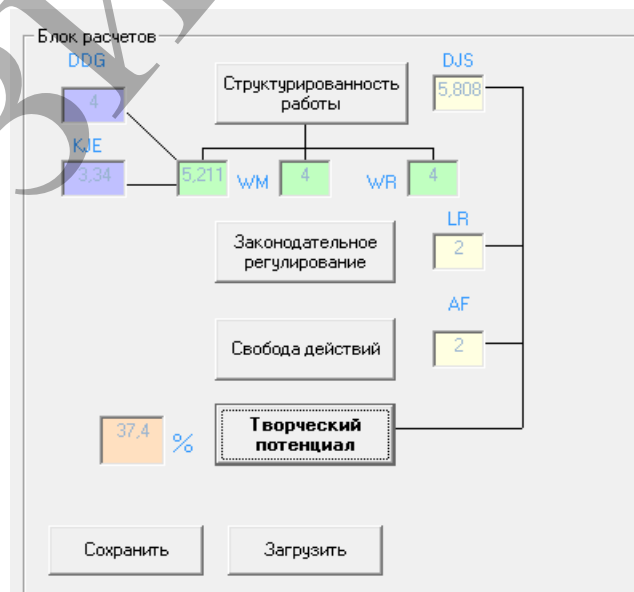 Блок расчетов
DDG
DJS
4
Структурированность
работы
5,808
KJE
3,34
5,211
WM
4
WR
4
LR
Законодательное
регулирование
2
AF
Свобода действий
2
37,4
%
Творческий
потенциал
Сохранить
Загрузить